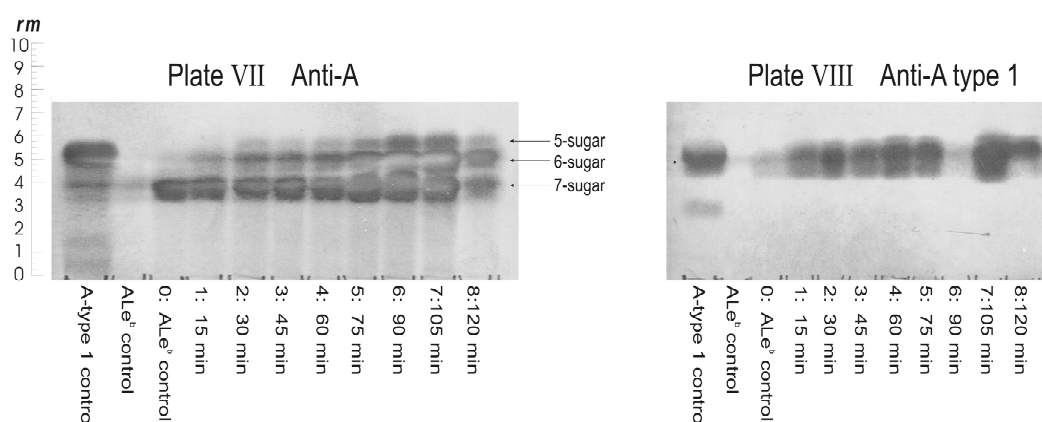 rm
10
9
8
7
6
5
4
3
2
1
0
Plate VII Anti-A
5-sugar
6-sugar
7-sugar
A-type 1 contro
ALeᵇ control
0: ALeᵇ control
1: 15 min
2: 30 min
3: 45 min
4: 60 min
5: 75 min
6: 90 min
7:105 min
8:120 min
Plate VIII Anti-A type 1
A-type 1 contro
ALeᵇ control
0: ALeᵇ control
1: 15 min
2: 30 min
3: 45 min
4: 60 min
5: 75 min
6: 90 min
7:105 min
8:120 min